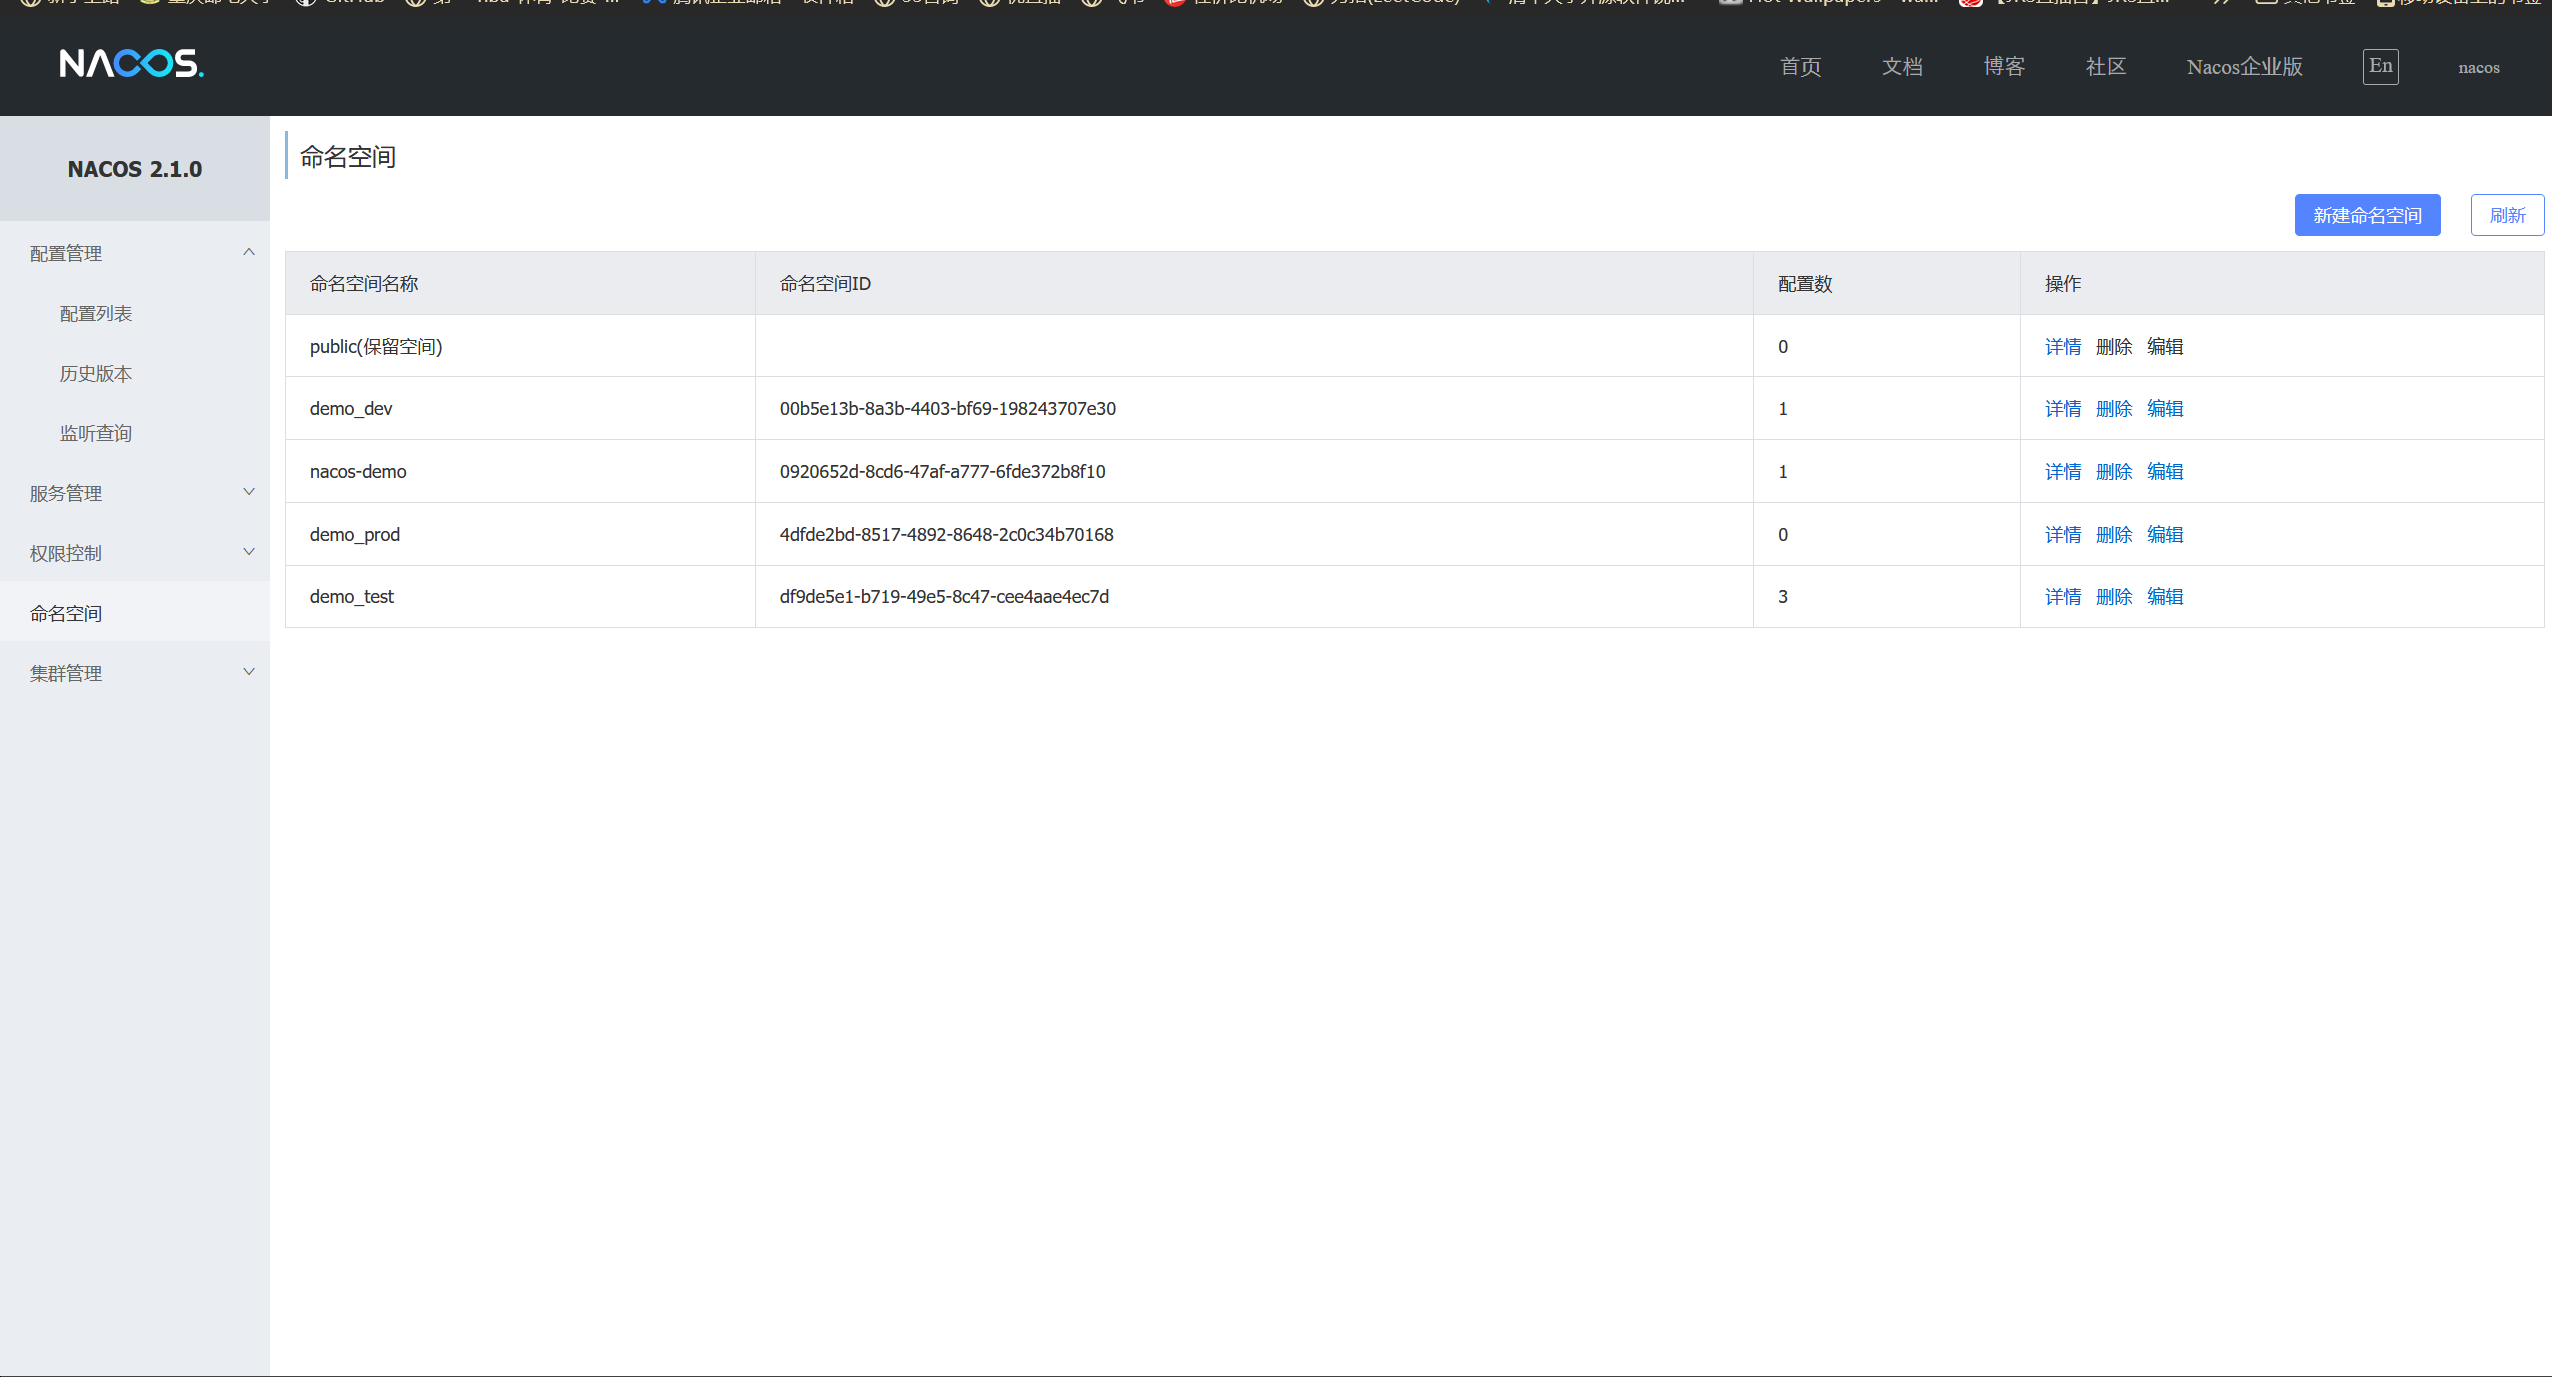 NACOS.
首页 文档 博客 社区 Nacos企业版 En nacos
NACOS 2.1.0
配置管理
配置列表
历史版本
监听查询
服务管理
权限控制
命名空间
集群管理
命名空间
新建命名空间 刷新
命名空间名称 命名空间ID 配置数 操作
public(保留空间) 0 详情 删除 编辑
demo_dev 00b5e13b-8a3b-4403-bf69-198243707e30 1 详情 删除 编辑
nacos-demo 0920652d-8cd6-47af-a777-6fde372b8f10 1 详情 删除 编辑
demo_prod 4dfde2bd-8517-4892-8648-2c0c34b70168 0 详情 删除 编辑
demo_test df9de5e1-b719-49e5-8c47-cee4aae4ec7d 3 详情 删除 编辑